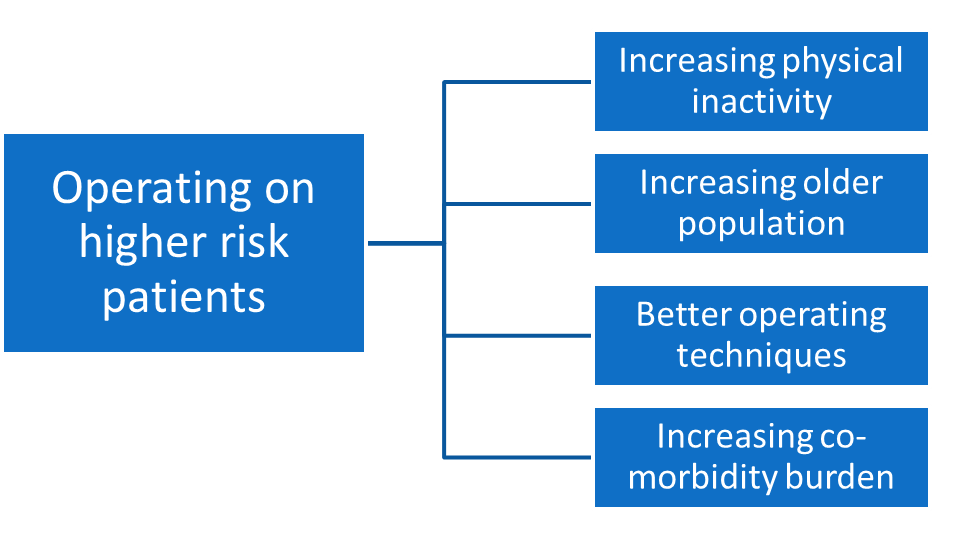 Operating on
higher risk
patients
Increasing physical
inactivity
Increasing older
population
Better operating
techniques
Increasing co-
morbidity burden